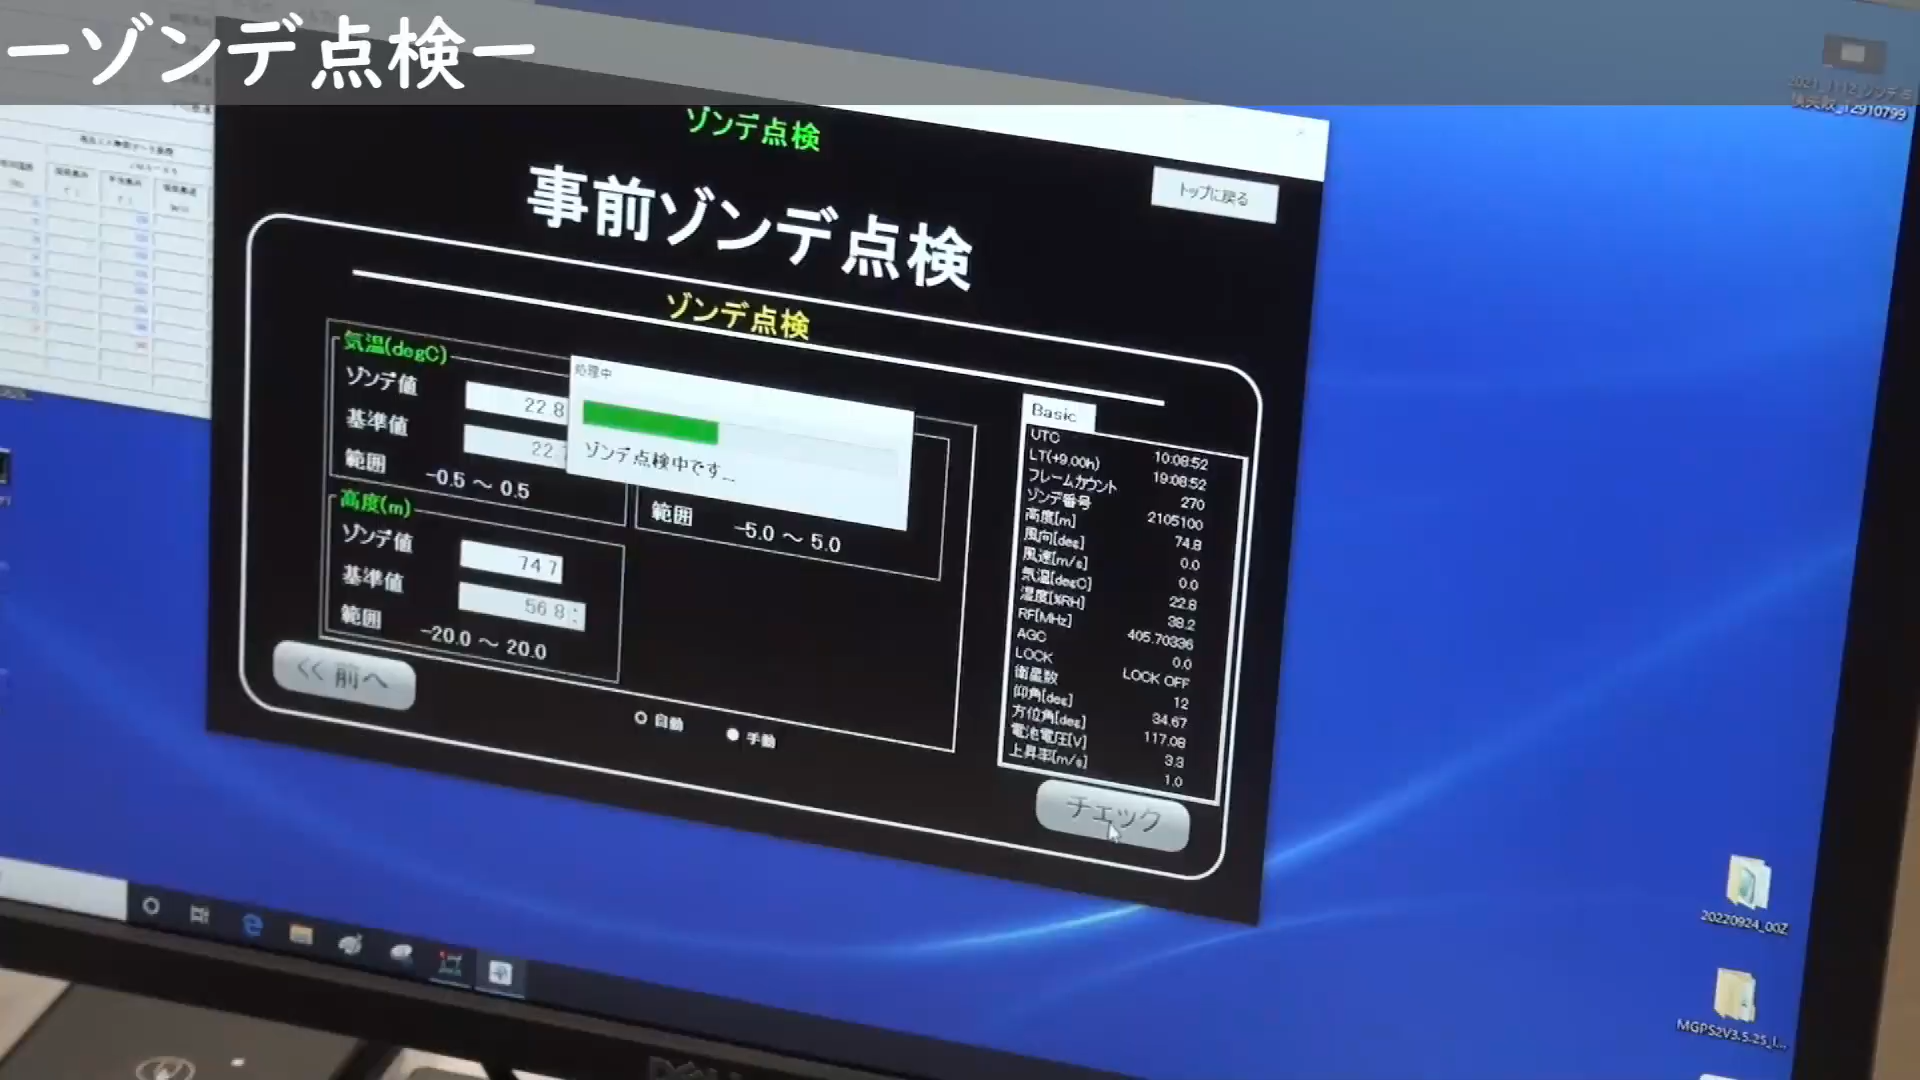 －ゾンデ点検－
ゾンデ点検
トップに戻る
事前ゾンデ点検
ゾンデ点検
気温(degC)
ゾンデ値 22.8
基準値 22.
範囲 -0.5 ～ 0.5
高度(m)
ゾンデ値 74.7
基準値 56.8
範囲 -20.0 ～ 20.0
処理中
ゾンデ点検中です...
範囲 -5.0 ～ 5.0
<< 前へ
自動
手動
Basic
UTC 10:08:52
LT(+9.00h) 19:08:52
フレームカウント 270
ゾンデ番号 2105100
高度[m] 74.8
風向[deg] 0.0
風速[m/s] 0.0
気温[degC] 22.8
湿度[%RH] 38.2
RF[MHz] 405.70336
AGC 0.0
LOCK LOCK OFF
衛星数 12
仰角[deg] 34.67
方位角[deg] 117.08
電池電圧[V] 3.3
上昇率[m/s] 1.0
チェック
20220924_00Z
MGPS2V3.5.25_I...